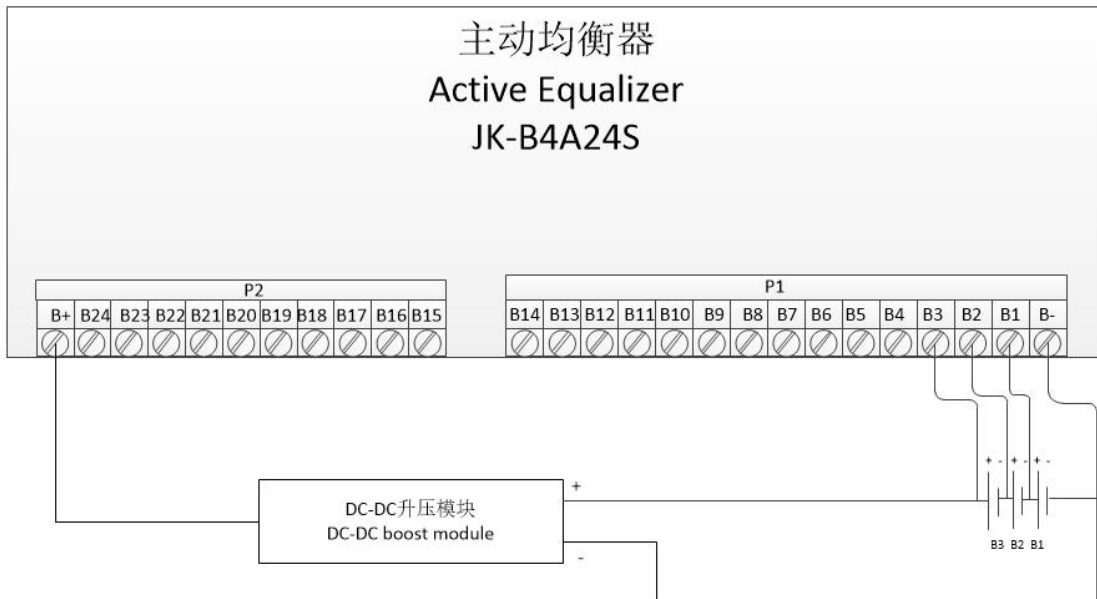 主动均衡器
Active Equalizer
JK-B4A24S
P2
P1
B+ B24 B23 B22 B21 B20 B19 B18 B17 B16 B15
B14 B13 B12 B11 B10 B9 B8 B7 B6 B5 B4 B3 B2 B1 B-
+ - + - + -
+
DC-DC升压模块
DC-DC boost module
B3 B2 B1
-